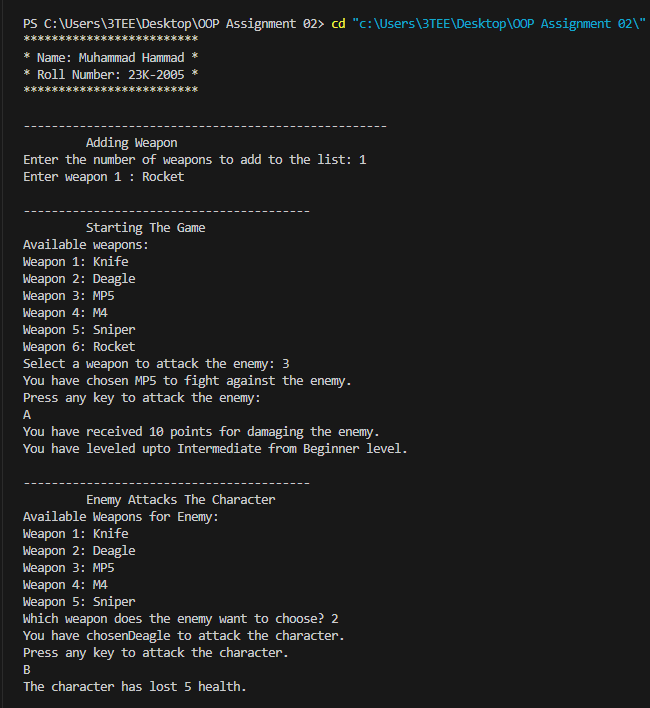 PS C:\Users\3TEE\Desktop\OOP Assignment 02> cd "c:\Users\3TEE\Desktop\OOP Assignment 02\"
*************************
* Name: Muhammad Hammad *
* Roll Number: 23K-2005 *
*************************
----------------------------------------------------
Adding Weapon
Enter the number of weapons to add to the list: 1
Enter weapon 1 : Rocket
-----------------------------------------
Starting The Game
Available weapons:
Weapon 1: Knife
Weapon 2: Deagle
Weapon 3: MP5
Weapon 4: M4
Weapon 5: Sniper
Weapon 6: Rocket
Select a weapon to attack the enemy: 3
You have chosen MP5 to fight against the enemy.
Press any key to attack the enemy:
A
You have received 10 points for damaging the enemy.
You have leveled upto Intermediate from Beginner level.
-----------------------------------------
Enemy Attacks The Character
Available Weapons for Enemy:
Weapon 1: Knife
Weapon 2: Deagle
Weapon 3: MP5
Weapon 4: M4
Weapon 5: Sniper
Which weapon does the enemy want to choose? 2
You have chosenDeagle to attack the character.
Press any key to attack the character.
B
The character has lost 5 health.